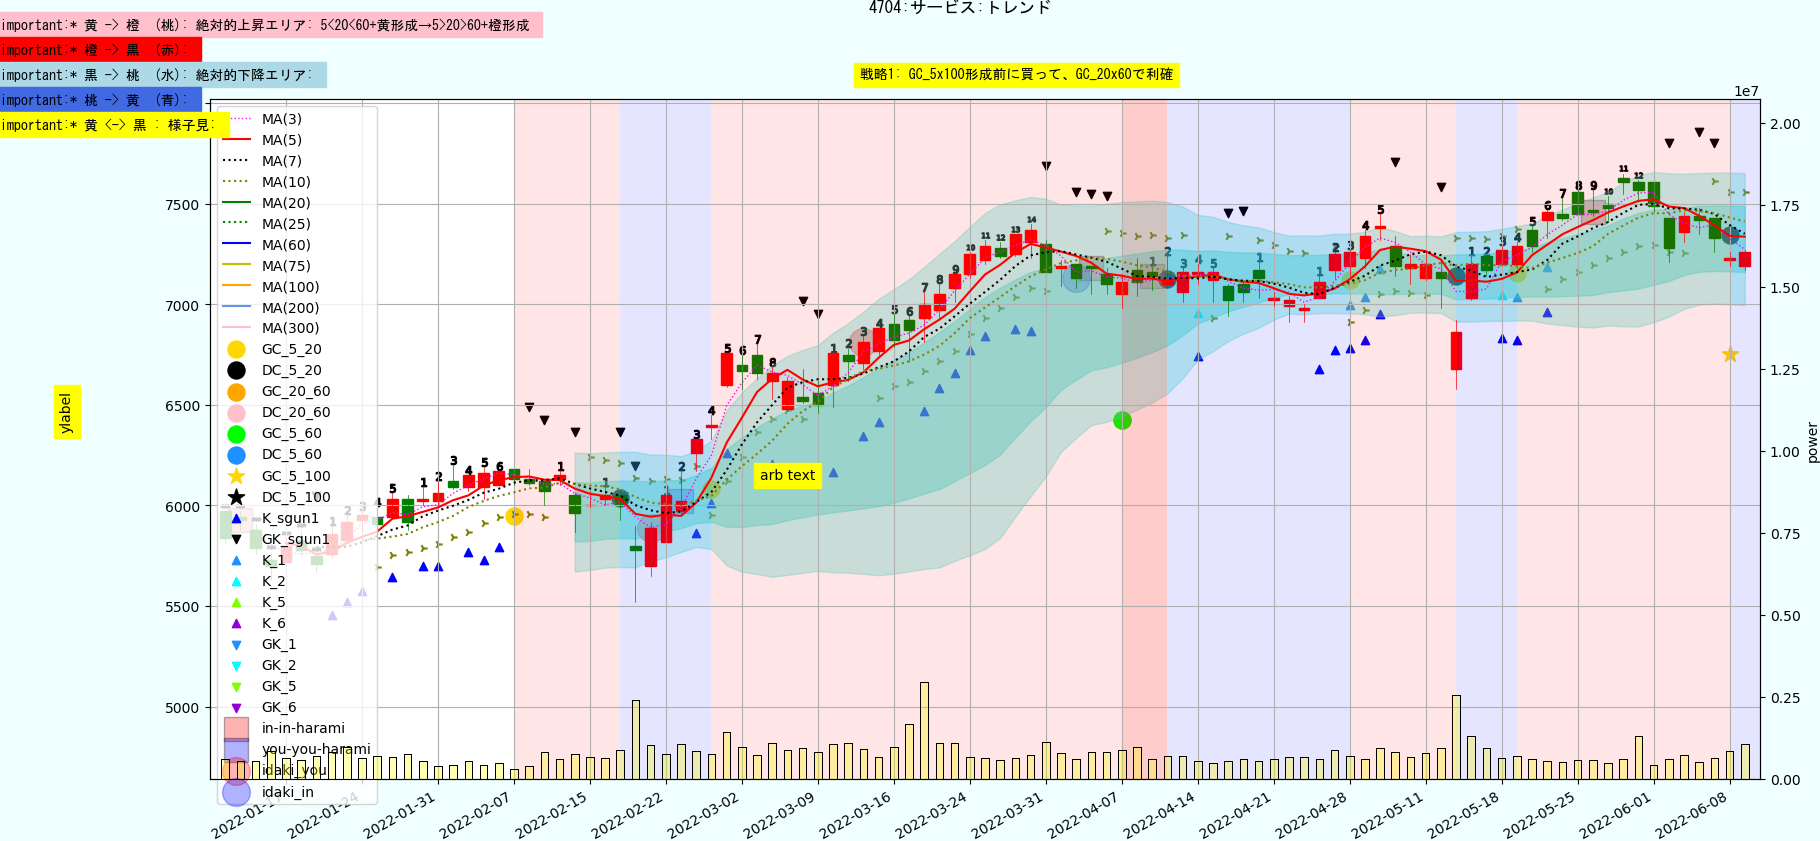 4704:サービス:トレンド
important:* 黄 -> 橙 (桃): 絶対的上昇エリア: 5<20<60+黄形成→5>20>60+橙形成
important:* 橙 -> 黒 (赤):
important:* 黒 -> 桃 (水): 絶対的下降エリア:
戦略1: GC_5x100形成前に買って、GC_20x60で利確
important:* 桃 -> 黄 (青):
important:* 黄 <-> 黒 : 様子見:
1e7
MA(3)
MA(5)
MA(7)
MA(10)
MA(20)
MA(25)
MA(60)
MA(75)
MA(100)
MA(200)
MA(300)
GC_5_20
DC_5_20
GC_20_60
DC_20_60
GC_5_60
DC_5_60
GC_5_100
DC_5_100
K_sgun1
GK_sgun1
K_1
K_2
K_5
K_6
GK_1
GK_2
GK_5
GK_6
in-in-harami
you-you-harami
idaki_you
idaki_in
ylabel
7500
7000
6500
6000
5500
5000
arb text
2.00
1.75
1.50
1.25
1.00
0.75
0.50
0.25
0.00
power
2022-01-17
2022-01-24
2022-01-31
2022-02-07
2022-02-15
2022-02-22
2022-03-02
2022-03-09
2022-03-16
2022-03-24
2022-03-31
2022-04-07
2022-04-14
2022-04-21
2022-04-28
2022-05-11
2022-05-18
2022-05-25
2022-06-01
2022-06-08